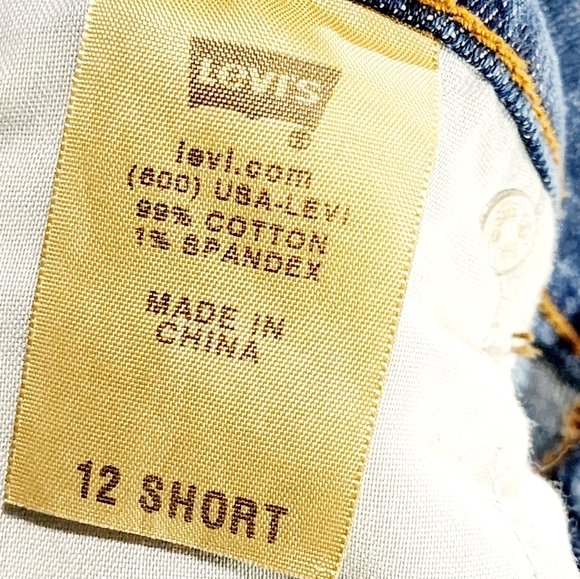 LEVI'S
levi.com
(800) USA-LEVI
99% COTTON
1% SPANDEX
MADE IN
CHINA
12 SHORT